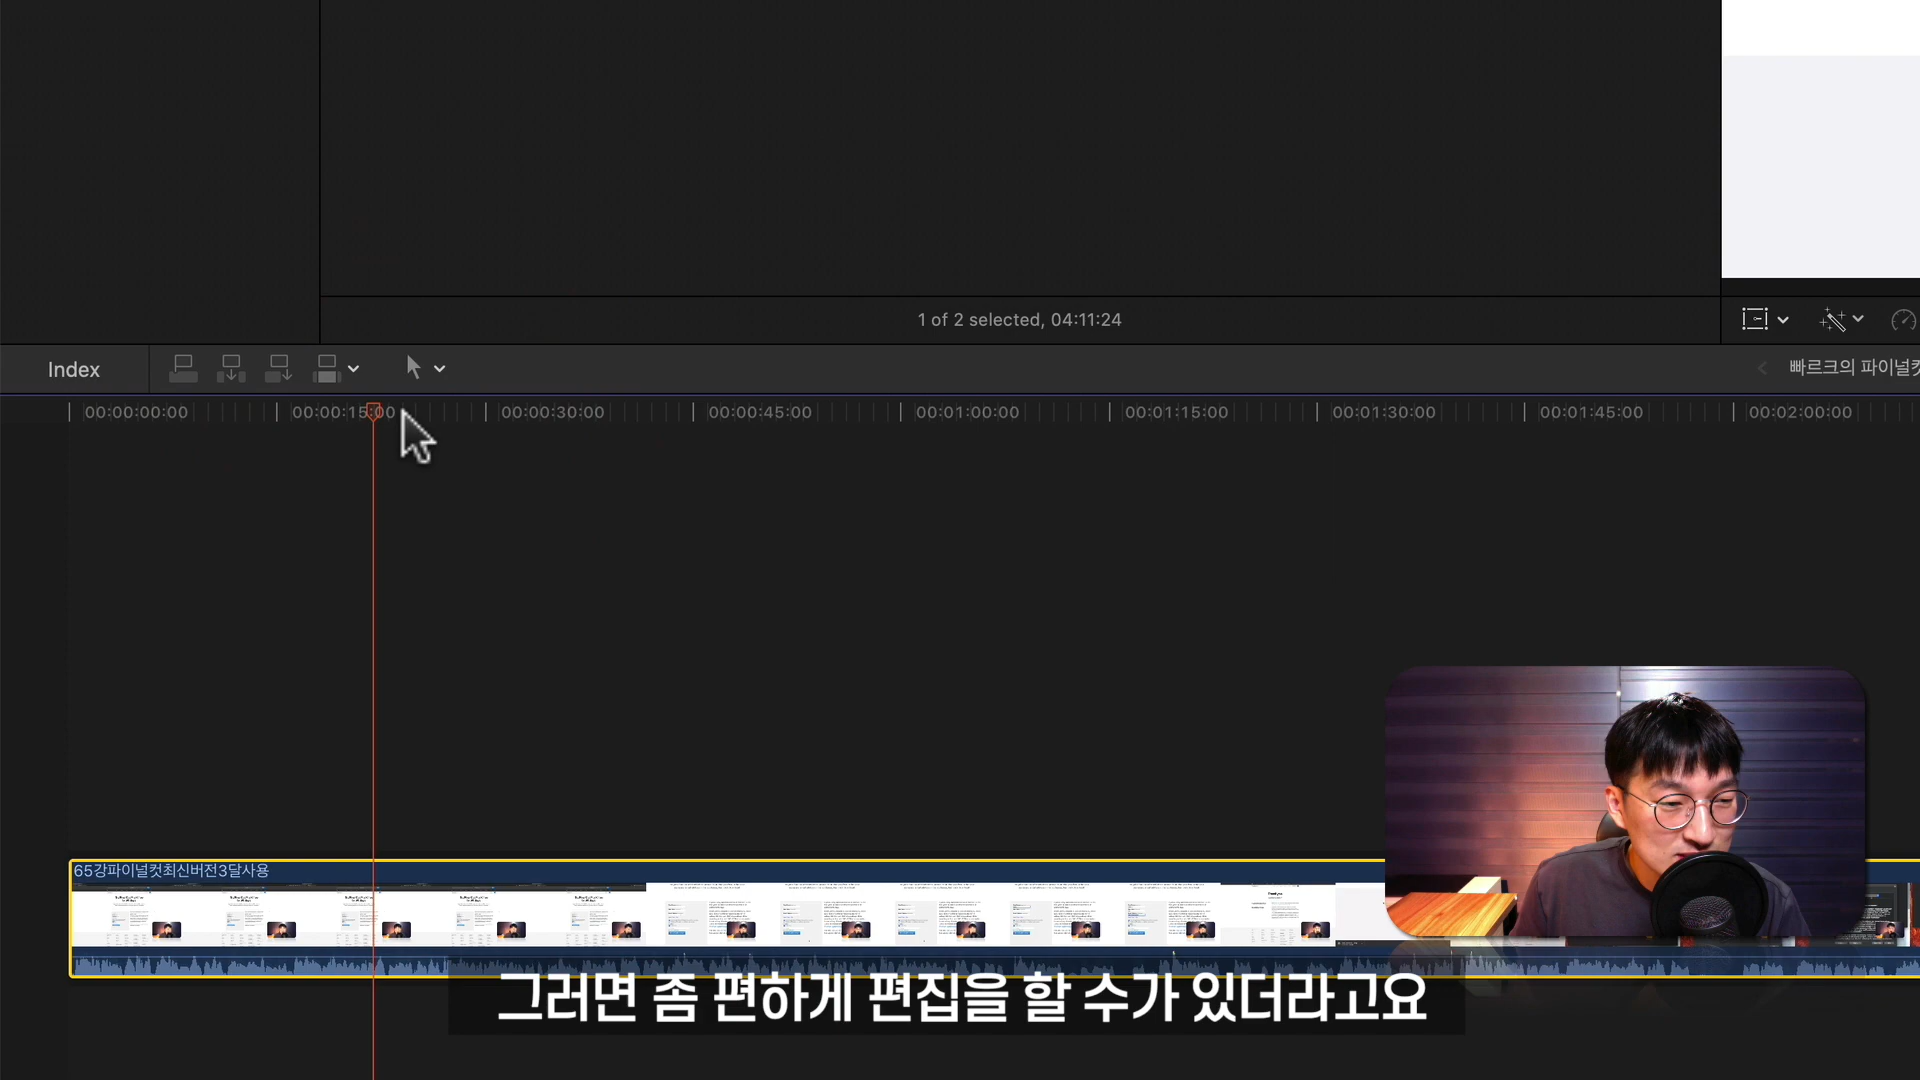 1 of 2 selected, 04:11:24
Index
빠르크의 파이널컷
00:00:00:00 00:00:15:00 00:00:30:00 00:00:45:00 00:01:00:00 00:01:15:00 00:01:30:00 00:01:45:00 00:02:00:00
65강파이널컷최신버전3달사용
그러면 좀 편하게 편집을 할 수가 있더라고요